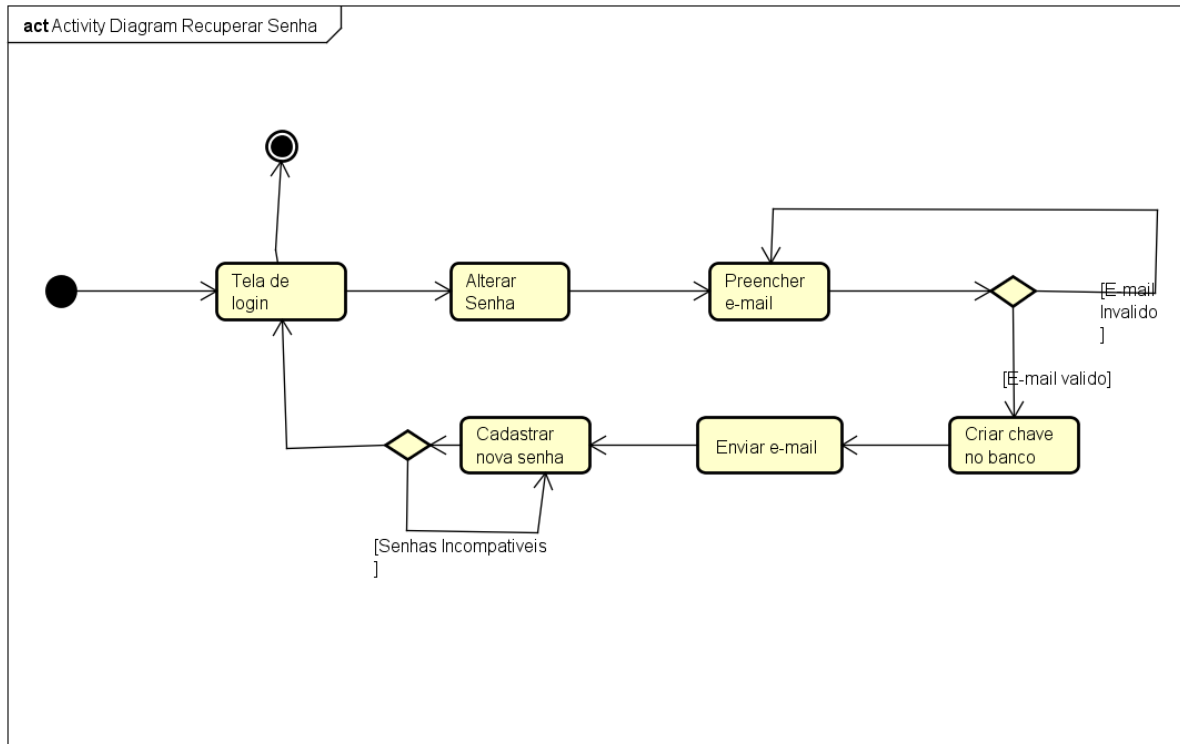 act Activity Diagram Recuperar Senha
Tela de
login
Alterar
Senha
Preencher
e-mail
[E-mail
Invalido
]
[E-mail valido]
Cadastrar
nova senha
Enviar e-mail
Criar chave
no banco
[Senhas Incompativeis
]